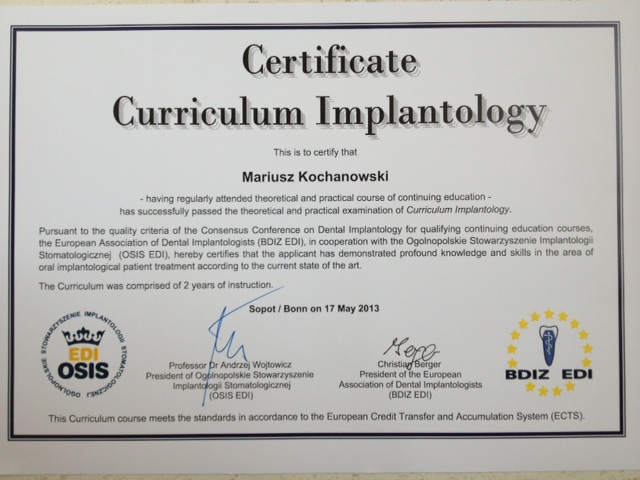 Certificate
Curriculum Implantology
This is to certify that
Mariusz Kochanowski
- having regularly attended theoretical and practical course of continuing education -
has successfully passed the theoretical and practical examination of Curriculum Implantology.
Pursuant to the quality criteria of the Consensus Conference on Dental Implantology for qualifying continuing education courses,
the European Association of Dental Implantologists (BDIZ EDI), in cooperation with the Ogolnopolskie Stowarzyszenie Implantologii
Stomatologicznej (OSIS EDI), hereby certifies that the applicant has demonstrated profound knowledge and skills in the area of
oral implantological patient treatment according to the current state of the art.
The Curriculum was comprised of 2 years of instruction.
Sopot / Bonn on 17 May 2013
OGÓLNOPOLSKIE STOWARZYSZENIE IMPLANTOLOGII STOMATOLOGICZNEJ
EDI
OSIS
Professor Dr Andrzej Wojtowicz
President of Ogolnopolskie Stowarzyszenie
Implantologii Stomatologicznej
(OSIS EDI)
Christian Berger
President of the European
Association of Dental Implantologists
(BDIZ EDI)
BDIZ EDI
This Curriculum course meets the standards in accordance to the European Credit Transfer and Accumulation System (ECTS).